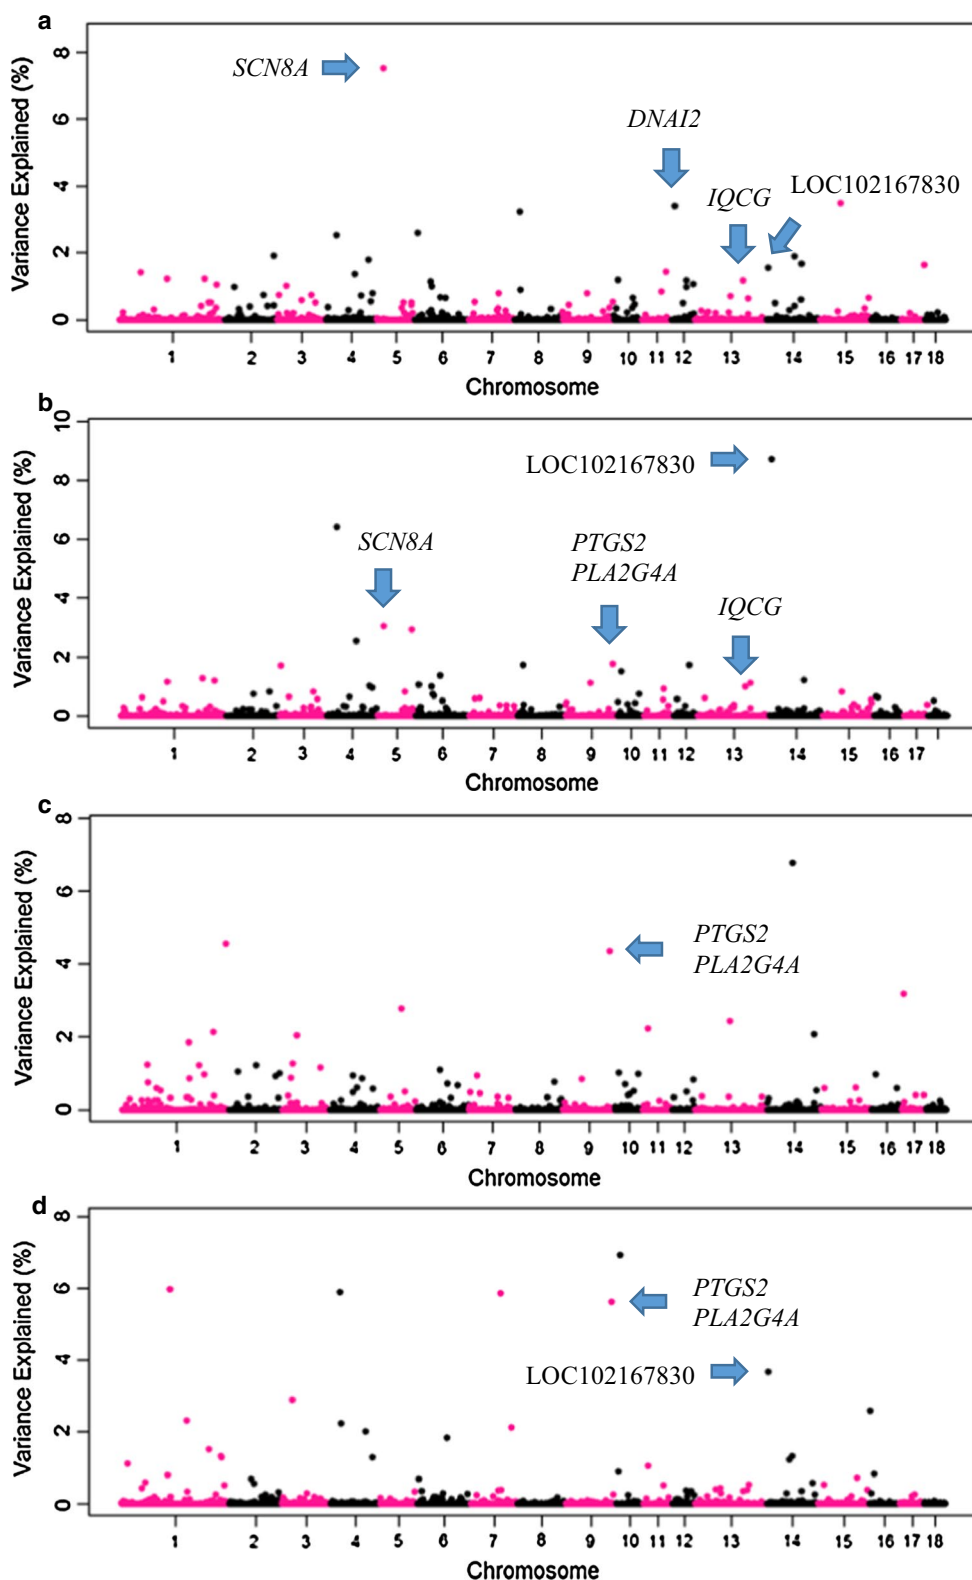 a
Variance Explained (%)
8
6
4
2
0
SCN8A
DNAI2
IQCG
LOC102167830
1 2 3 4 5 6 7 8 9 10 11 12 13 14 15 16 17 18
Chromosome
b
Variance Explained (%)
10
8
6
4
2
0
LOC102167830
SCN8A
PTGS2
PLA2G4A
IQCG
1 2 3 4 5 6 7 8 9 10 11 12 13 14 15 16 17
Chromosome
c
Variance Explained (%)
8
6
4
2
0
PTGS2
PLA2G4A
1 2 3 4 5 6 7 8 9 10 11 12 13 14 15 16 17 18
Chromosome
d
Variance Explained (%)
8
6
4
2
0
PTGS2
PLA2G4A
LOC102167830
1 2 3 4 5 6 7 8 9 10 11 12 13 14 15 16 17 18
Chromosome